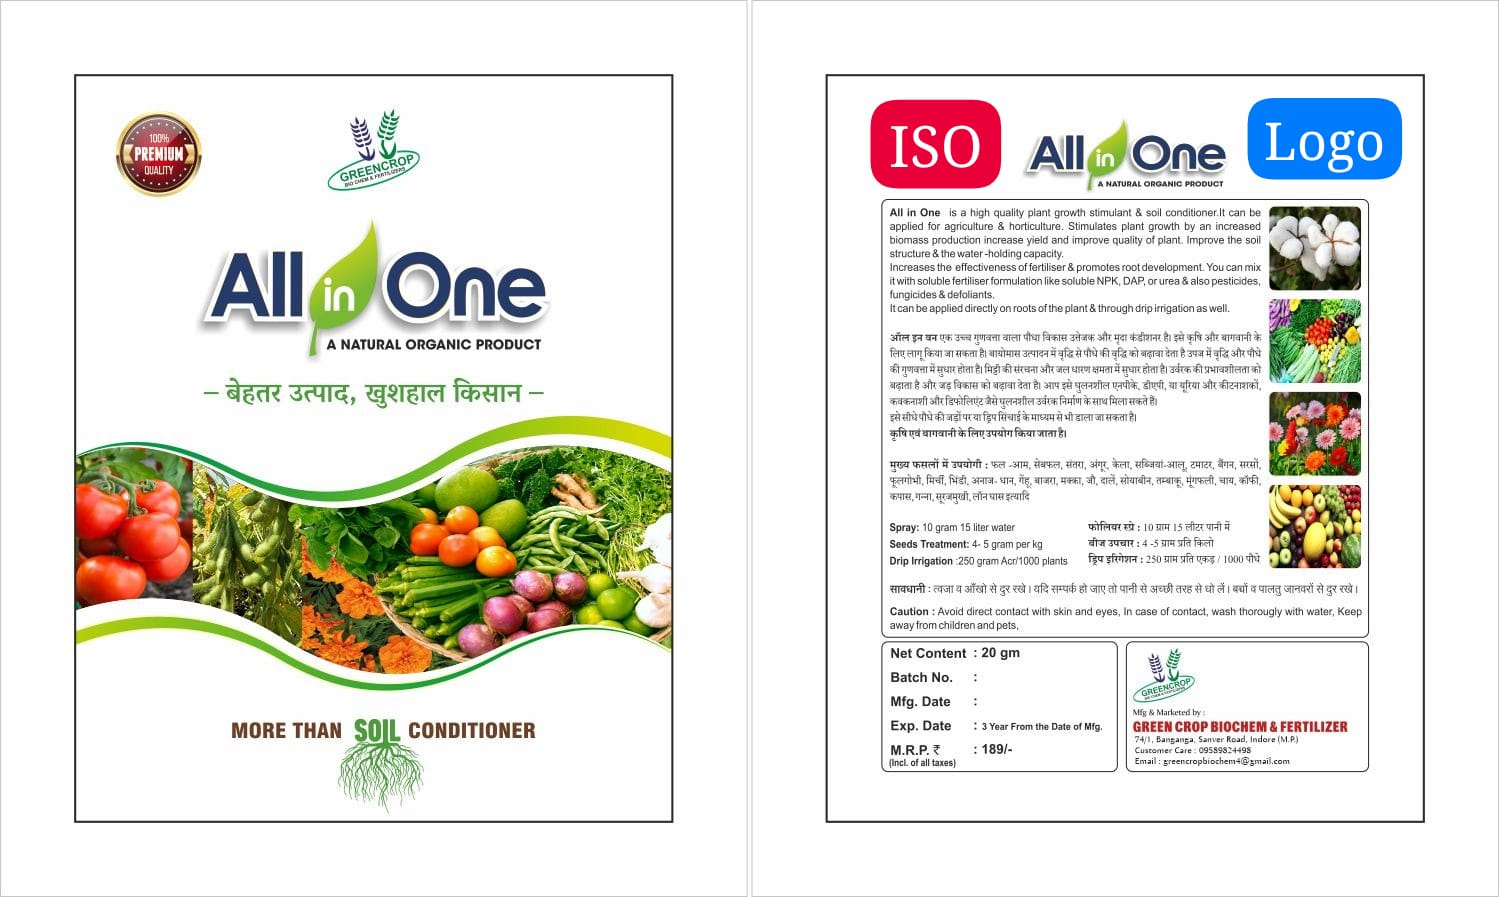 100%
PREMIUM
QUALITY
GREENCROP
BIO CHEM & FERTILIZERS
All in One
A NATURAL ORGANIC PRODUCT
– बेहतर उत्पाद, खुशहाल किसान –
MORE THAN SOIL CONDITIONER
ISO
All in One
A NATURAL ORGANIC PRODUCT
Logo
All in One is a high quality plant growth stimulant & soil conditioner.It can be
applied for agriculture & horticulture. Stimulates plant growth by an increased
biomass production increase yield and improve quality of plant. Improve the soil
structure & the water -holding capacity.
Increases the effectiveness of fertiliser & promotes root development. You can mix
it with soluble fertiliser formulation like soluble NPK, DAP, or urea & also pesticides,
fungicides & defoliants.
It can be applied directly on roots of the plant & through drip irrigation as well.
ऑल इन वन एक उच्च गुणवत्ता वाला पौधा विकास उत्तेजक और मृदा कंडीशनर है। इसे कृषि और बागवानी के
लिए लागू किया जा सकता है। बायोमास उत्पादन में वृद्धि से पौधे की वृद्धि को बढ़ावा देता है उपज में वृद्धि और पौधे
की गुणवत्ता में सुधार होता है। मिट्टी की संरचना और जल धारण क्षमता में सुधार होता है। उर्वरक की प्रभावशीलता को
बढ़ाता है और जड़ विकास को बढ़ावा देता है। आप इसे घुलनशील एनपीके, डीएपी, या यूरिया और कीटनाशकों,
कवकनाशी और डिफोलिएंट जैसे घुलनशील उर्वरक निर्माण के साथ मिला सकते हैं।
इसे सीधे पौधे की जड़ों पर या ड्रिप सिंचाई के माध्यम से भी डाला जा सकता है।
कृषि एवं बागवानी के लिए उपयोग किया जाता है।
मुख्य फसलों में उपयोगी : फल -आम, सेबफल, संतरा, अंगूर, केला, सब्जियां-आलू, टमाटर, बैंगन, सरसों,
फूलगोभी, मिर्ची, भिंडी, अनाज- धान, गेंहू, बाजरा, मक्का, जौ, दालें, सोयाबीन, तम्बाकू, मूंगफली, चाय, कॉफी,
कपास, गन्ना, सूरजमुखी, लॉन घास इत्यादि
Spray: 10 gram 15 liter water
Seeds Treatment: 4- 5 gram per kg
Drip Irrigation :250 gram Acr/1000 plants
फोलियर स्प्रे : 10 ग्राम 15 लीटर पानी में
बीज उपचार : 4 -5 ग्राम प्रति किलो
ड्रिप इरिगेशन : 250 ग्राम प्रति एकड़ / 1000 पौधे
सावधानी : त्वजा व आँखो से दुर रखे । यदि सम्पर्क हो जाए तो पानी से अच्छी तरह से धो लें । बच्चों व पालतु जानवरों से दुर रखे ।
Caution : Avoid direct contact with skin and eyes, In case of contact, wash thorougly with water, Keep
away from children and pets,
Net Content : 20 gm
Batch No. :
Mfg. Date :
Exp. Date : 3 Year From the Date of Mfg.
M.R.P. ₹ : 189/-
(Incl. of all taxes)
GREENCROP
BIO CHEM & FERTILIZERS
Mfg & Marketed by :
GREEN CROP BIOCHEM & FERTILIZER
74/1, Banganga, Sanver Road, Indore (M.P.)
Customer Care : 09589824498
Email : greencropbiochem4@gmail.com